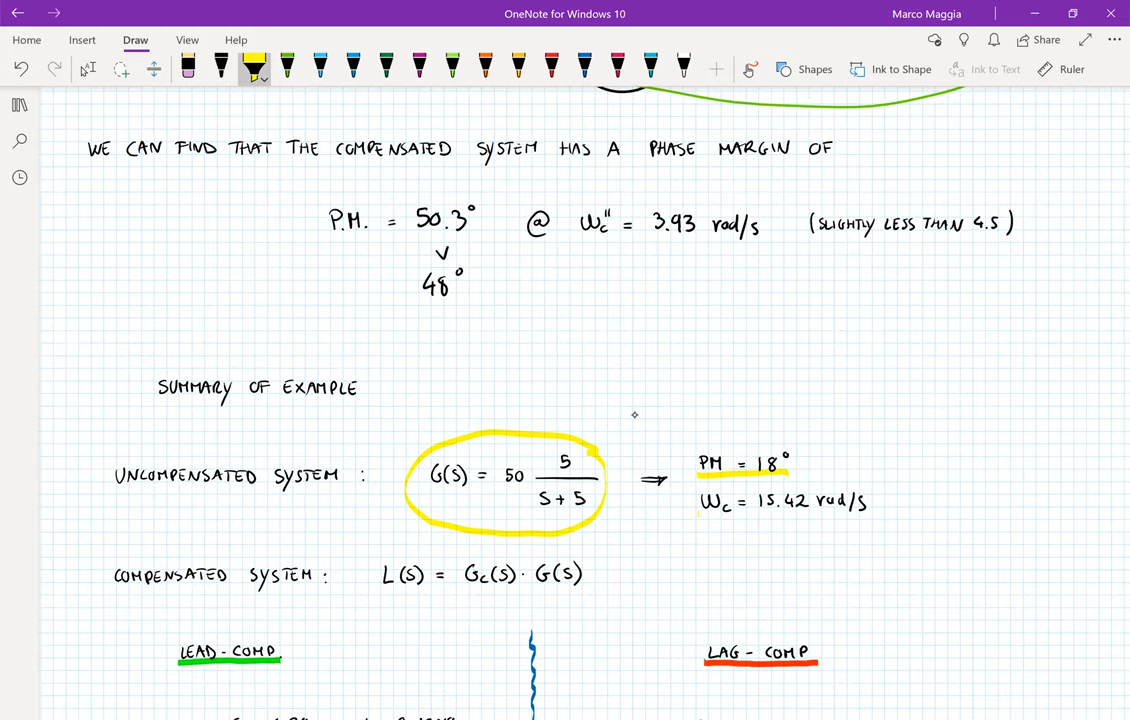 OneNote for Windows 10
Marco Maggia
Home Insert Draw View Help
Share
Shapes Ink to Shape Ink to Text Ruler
WE CAN FIND THAT THE COMPENSATED SYSTEM HAS A PHASE MARGIN OF
P.M. = 50.3° @ ωc'' = 3.93 rad/s (SLIGHTLY LESS THAN 4.5)
∨
48°
SUMMARY OF EXAMPLE
UNCOMPENSATED SYSTEM : G(S) = 50 5 / (S + 5) ⇒ PM = 18°
ωc = 15.42 rad/s
COMPENSATED SYSTEM : L(S) = Gc(S) · G(S)
LEAD-COMP LAG-COMP